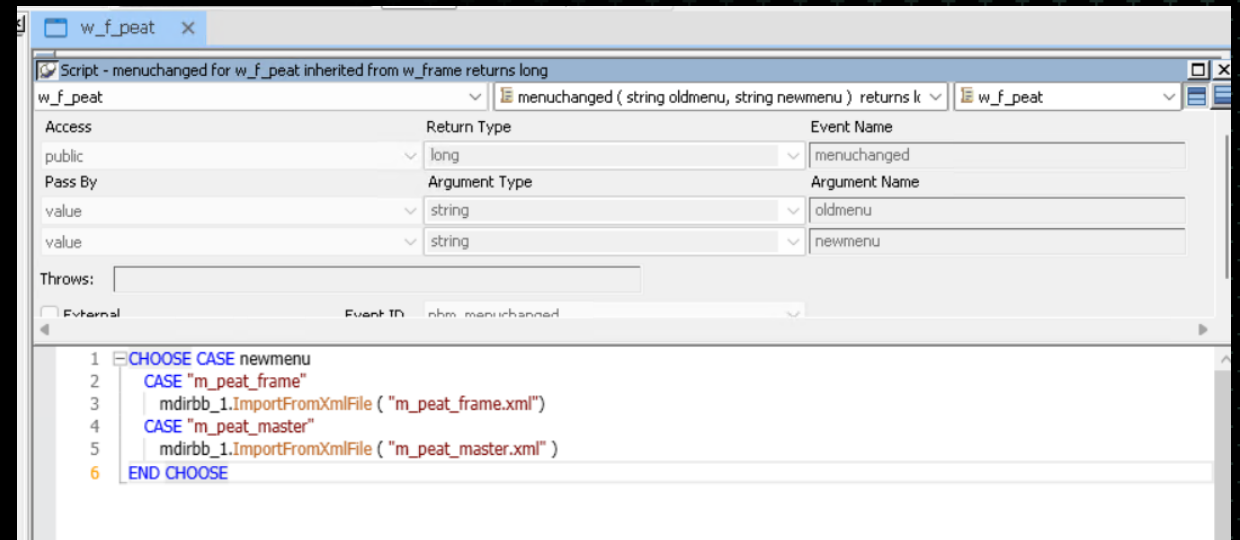 w_f_peat
Script - menuchanged for w_f_peat inherited from w_frame returns long
w_f_peat menuchanged ( string oldmenu, string newmenu ) returns k w_f_peat
Access Return Type Event Name
public long menuchanged
Pass By Argument Type Argument Name
value string oldmenu
value string newmenu
Throws:
External Event ID pbm_menuchanged
1 CHOOSE CASE newmenu
2 CASE "m_peat_frame"
3 mdirbb_1.ImportFromXmlFile ( "m_peat_frame.xml")
4 CASE "m_peat_master"
5 mdirbb_1.ImportFromXmlFile ( "m_peat_master.xml" )
6 END CHOOSE